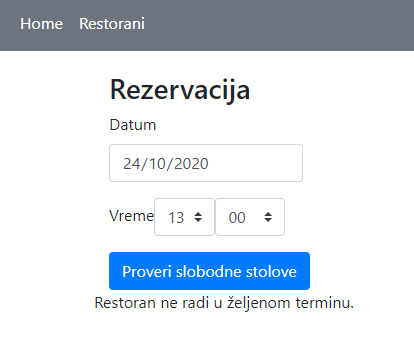 Home Restorani
Rezervacija
Datum
24/10/2020
Vreme 13 00
Proveri slobodne stolove
Restoran ne radi u željenom terminu.